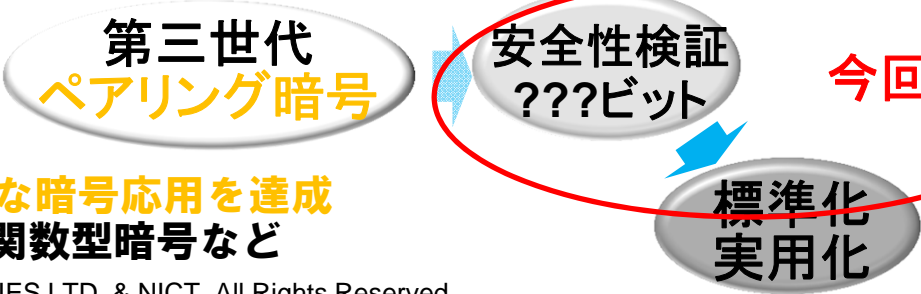 第三世代
ペアリング暗号
安全性検証
???ビット
今回
標準化
実用化
な暗号応用を達成
関数型暗号など
LTD. & NICT. All Rights Reserved